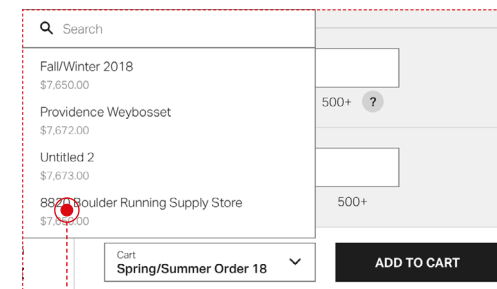 Search
Fall/Winter 2018
$7,650.00
Providence Weybosset
$7,672.00
500+ ?
Untitled 2
$7,673.00
8820 Boulder Running Supply Store
500+
Cart
Spring/Summer Order 18
ADD TO CART